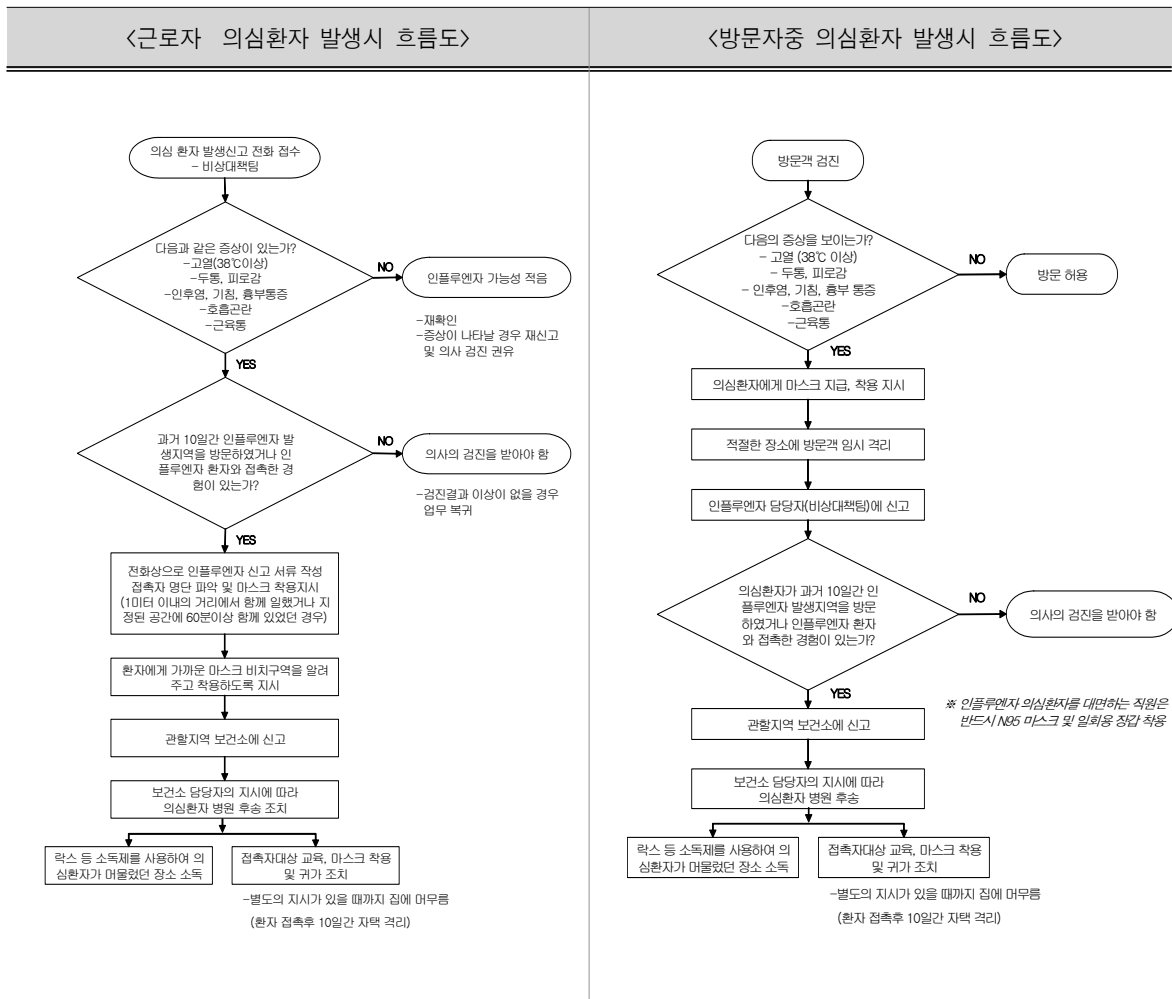 <근로자 의심환자 발생시 흐름도>
의심 환자 발생신고 전화 접수
- 비상대책팀
다음과 같은 증상이 있는가?
-고열(38℃이상)
-두통, 피로감
-인후염, 기침, 흉부통증
-호흡곤란
-근육통
NO
인플루엔자 가능성 적음
-재확인
-증상이 나타날 경우 재신고
및 의사 검진 권유
YES
과거 10일간 인플루엔자 발
생지역을 방문하였거나 인
플루엔자 환자와 접촉한 경
험이 있는가?
NO
의사의 검진을 받아야 함
-검진결과 이상이 없을 경우
업무 복귀
YES
전화상으로 인플루엔자 신고 서류 작성
접촉자 명단 파악 및 마스크 착용지시
(1미터 이내의 거리에서 함께 일했거나 지
정된 공간에 60분이상 함께 있었던 경우)
환자에게 가까운 마스크 비치구역을 알려
주고 착용하도록 지시
관할지역 보건소에 신고
보건소 담당자의 지시에 따라
의심환자 병원 후송 조치
락스 등 소독제를 사용하여 의
심환자가 머물렀던 장소 소독
접촉자대상 교육, 마스크 착용
및 귀가 조치
-별도의 지시가 있을 때까지 집에 머무름
(환자 접촉후 10일간 자택 격리)
<방문자중 의심환자 발생시 흐름도>
방문객 검진
다음의 증상을 보이는가?
- 고열 (38℃ 이상)
- 두통, 피로감
- 인후염, 기침, 흉부 통증
-호흡곤란
-근육통
NO
방문 허용
YES
의심환자에게 마스크 지급, 착용 지시
적절한 장소에 방문객 임시 격리
인플루엔자 담당자(비상대책팀)에 신고
의심환자가 과거 10일간 인
플루엔자 발생지역을 방문
하였거나 인플루엔자 환자
와 접촉한 경험이 있는가?
NO
의사의 검진을 받아야 함
YES
※ 인플루엔자 의심환자를 대면하는 직원은
반드시 N95 마스크 및 일회용 장갑 착용
관할지역 보건소에 신고
보건소 담당자의 지시에 따라
의심환자 병원 후송
락스 등 소독제를 사용하여 의
심환자가 머물렀던 장소 소독
접촉자대상 교육, 마스크 착용
및 귀가 조치
-별도의 지시가 있을 때까지 집에 머무름
(환자 접촉후 10일간 자택 격리)